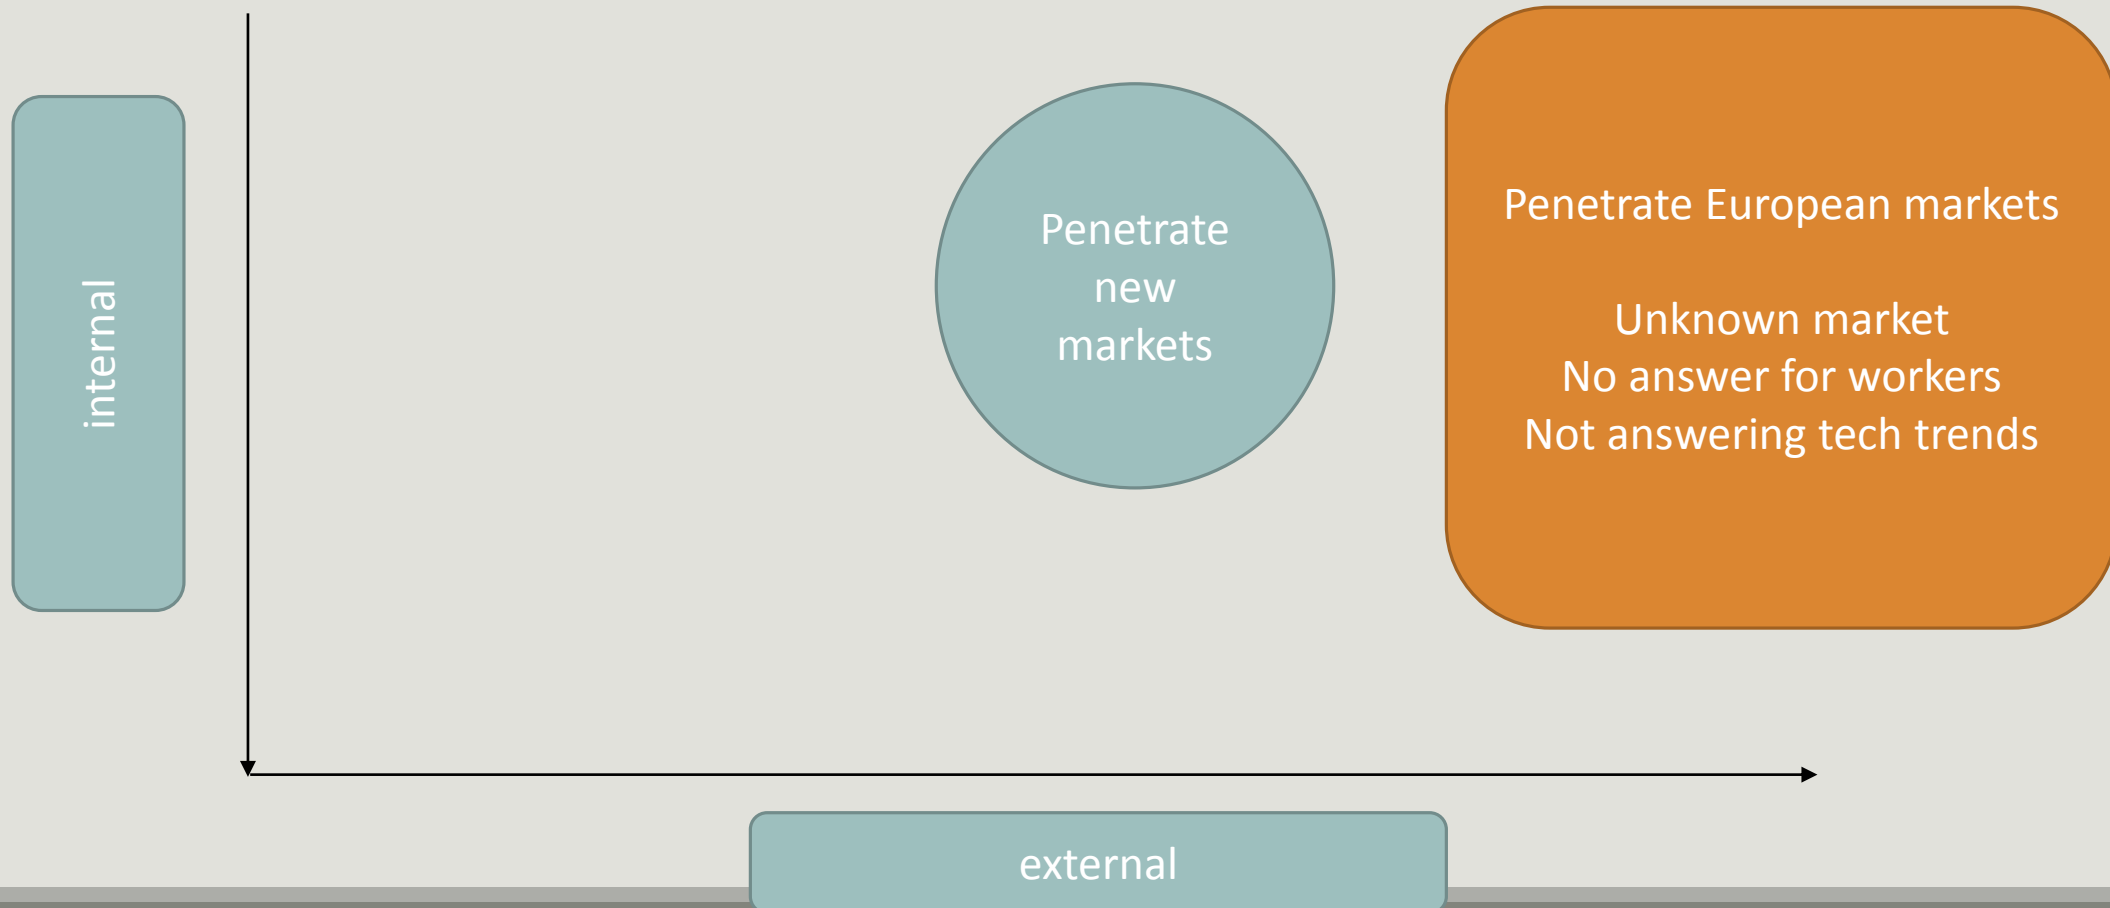 internal
Penetrate
new
markets
Penetrate European markets
Unknown market
No answer for workers
Not answering tech trends
external